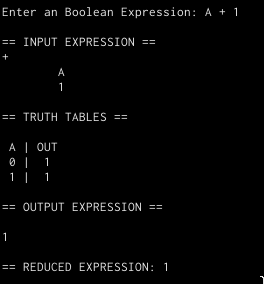 Enter an Boolean Expression: A + 1
== INPUT EXPRESSION ==
+
A
1
== TRUTH TABLES ==
A | OUT
0 | 1
1 | 1
== OUTPUT EXPRESSION ==
1
== REDUCED EXPRESSION: 1